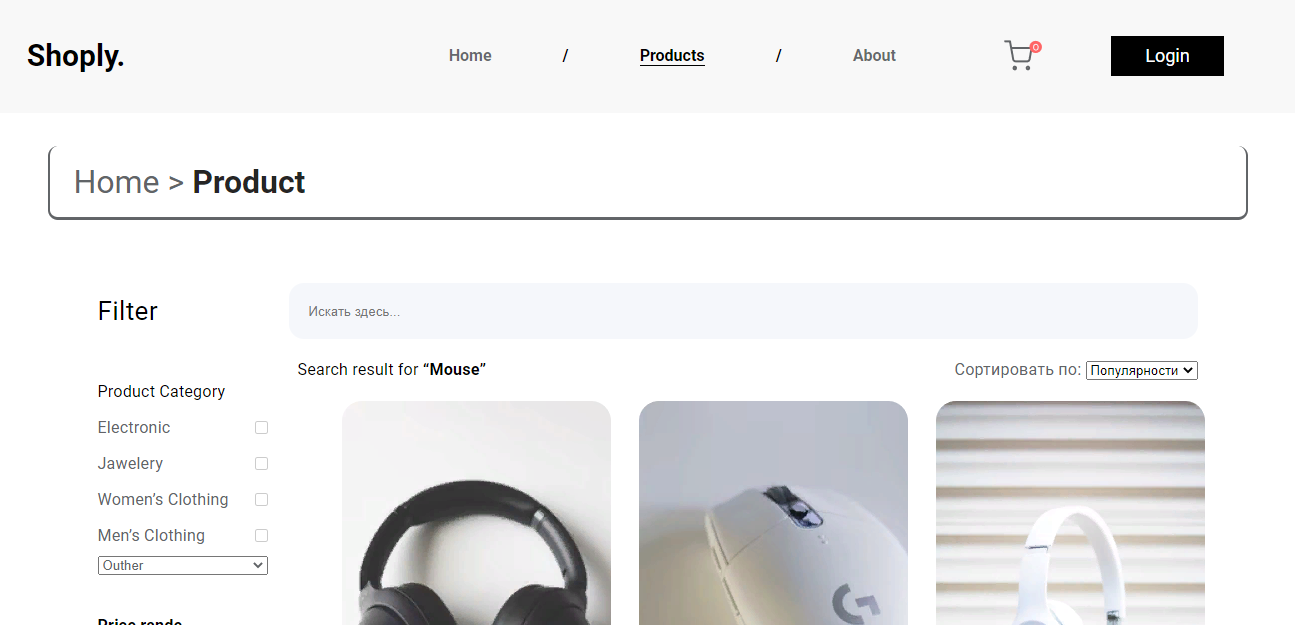 Shoply.
Home / Products / About
0
Login
Home > Product
Filter
Искать здесь...
Search result for “Mouse”
Сортировать по: Популярности
Product Category
Electronic
Jawelery
Women’s Clothing
Men’s Clothing
Outher
Price rande
G